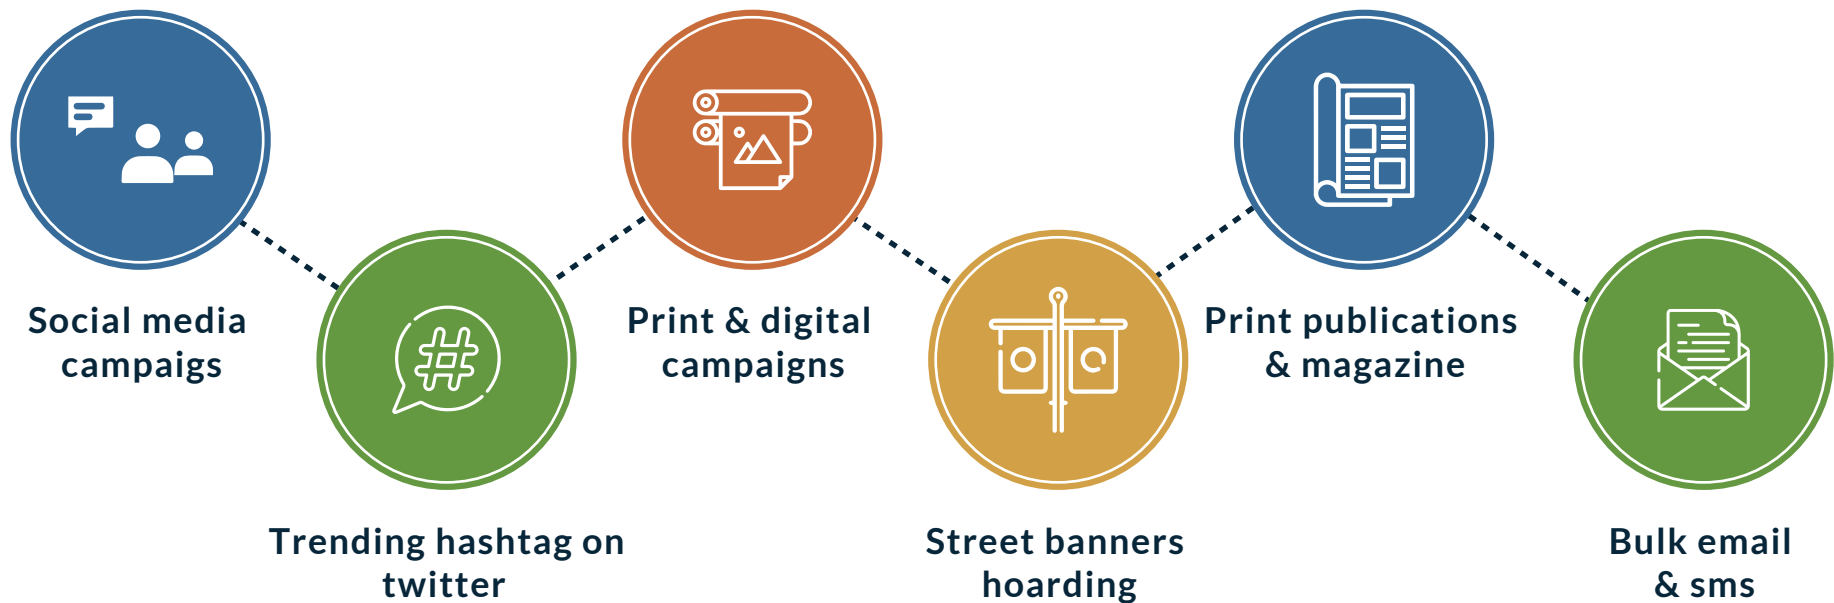 Social media
campaigs
Trending hashtag on
twitter
Print & digital
campaigns
Street banners
hoarding
Print publications
& magazine
Bulk email
& sms